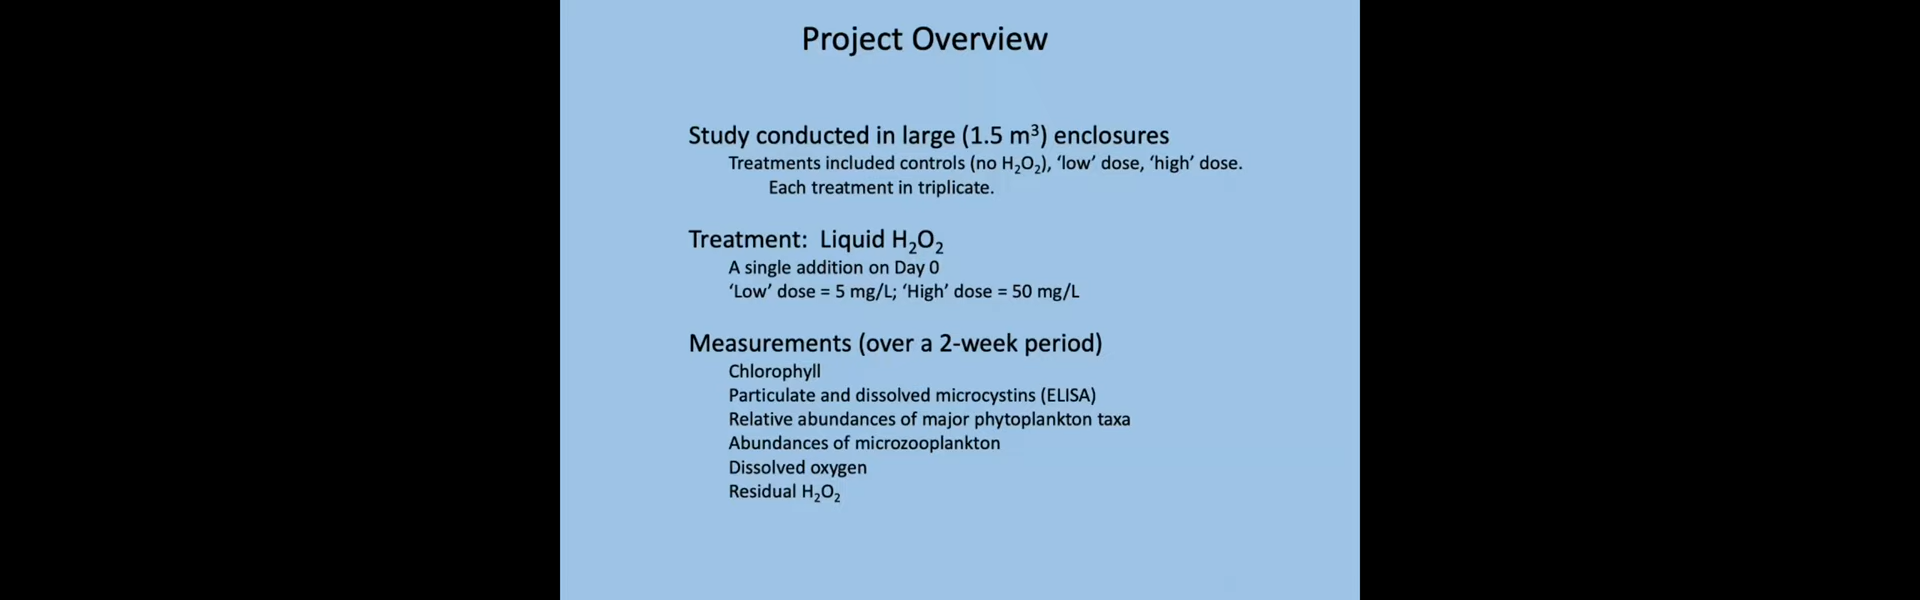 Project Overview
Study conducted in large (1.5 m³) enclosures
Treatments included controls (no H₂O₂), ‘low’ dose, ‘high’ dose.
Each treatment in triplicate.
Treatment:  Liquid H₂O₂
A single addition on Day 0
‘Low’ dose = 5 mg/L; ‘High’ dose = 50 mg/L
Measurements (over a 2-week period)
Chlorophyll
Particulate and dissolved microcystins (ELISA)
Relative abundances of major phytoplankton taxa
Abundances of microzooplankton
Dissolved oxygen
Residual H₂O₂